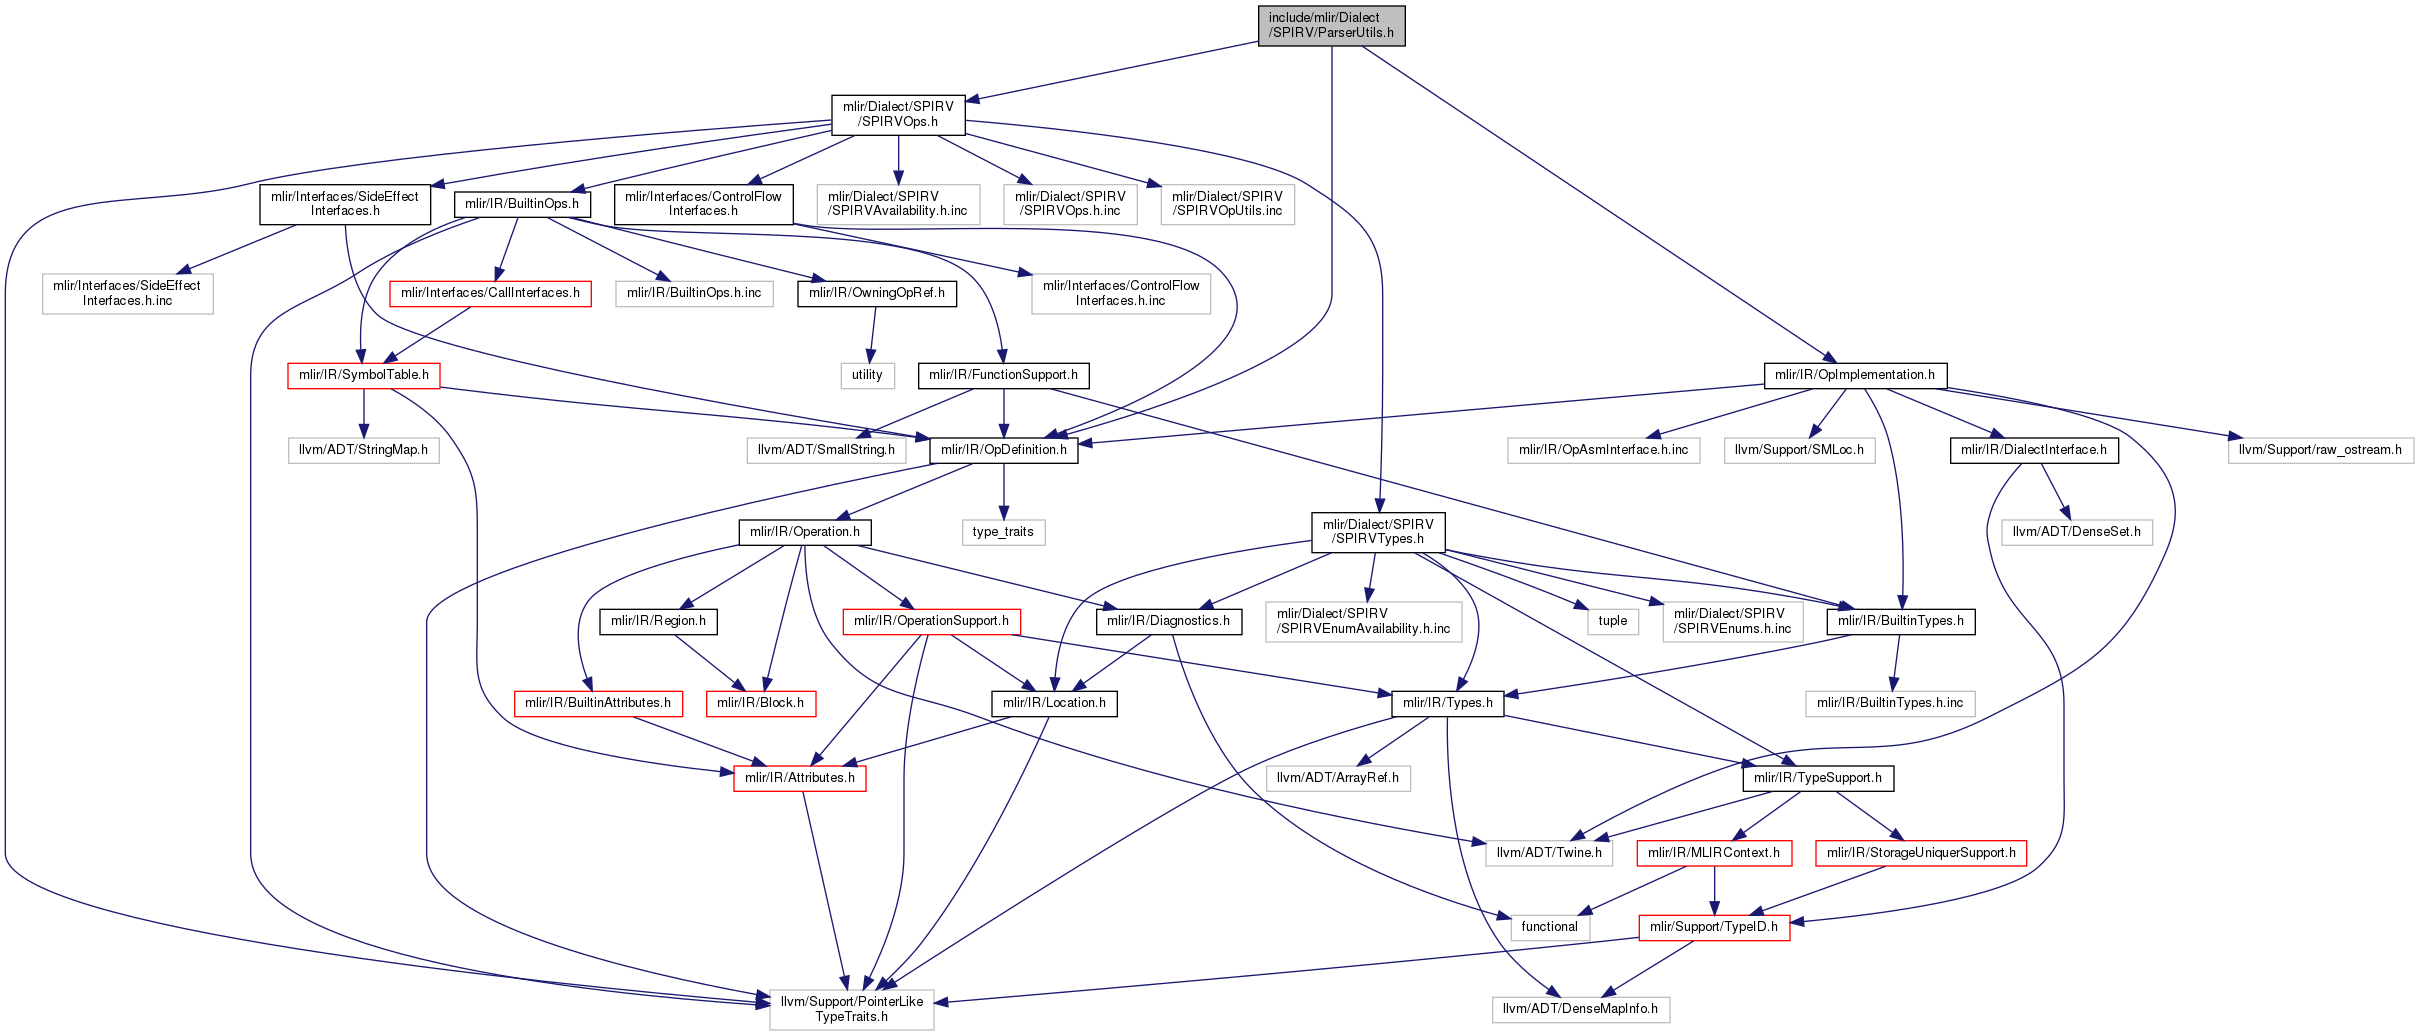 include/mlir/Dialect
/SPIRV/ParserUtils.h
mlir/Dialect/SPIRV
/SPIRVOps.h
mlir/Interfaces/SideEffect
Interfaces.h
mlir/IR/BuiltinOps.h
mlir/Interfaces/ControlFlow
Interfaces.h
mlir/Dialect/SPIRV
/SPIRVAvailability.h.inc
mlir/Dialect/SPIRV
/SPIRVOps.h.inc
mlir/Dialect/SPIRV
/SPIRVOpUtils.inc
mlir/Interfaces/SideEffect
Interfaces.h.inc
mlir/Interfaces/CallInterfaces.h
mlir/IR/BuiltinOps.h.inc
mlir/IR/OwningOpRef.h
mlir/Interfaces/ControlFlow
Interfaces.h.inc
mlir/IR/SymbolTable.h
utility
mlir/IR/FunctionSupport.h
mlir/IR/OpImplementation.h
llvm/ADT/StringMap.h
llvm/ADT/SmallString.h
mlir/IR/OpDefinition.h
mlir/IR/OpAsmInterface.h.inc
llvm/Support/SMLoc.h
mlir/IR/DialectInterface.h
llvm/Support/raw_ostream.h
mlir/IR/Operation.h
type_traits
mlir/Dialect/SPIRV
/SPIRVTypes.h
llvm/ADT/DenseSet.h
mlir/IR/Region.h
mlir/IR/OperationSupport.h
mlir/IR/Diagnostics.h
mlir/Dialect/SPIRV
/SPIRVEnumAvailability.h.inc
tuple
mlir/Dialect/SPIRV
/SPIRVEnums.h.inc
mlir/IR/BuiltinTypes.h
mlir/IR/BuiltinAttributes.h
mlir/IR/Block.h
mlir/IR/Location.h
mlir/IR/Types.h
mlir/IR/BuiltinTypes.h.inc
mlir/IR/Attributes.h
llvm/ADT/ArrayRef.h
mlir/IR/TypeSupport.h
llvm/ADT/Twine.h
mlir/IR/MLIRContext.h
mlir/IR/StorageUniquerSupport.h
functional
mlir/Support/TypeID.h
llvm/Support/PointerLike
TypeTraits.h
llvm/ADT/DenseMapInfo.h